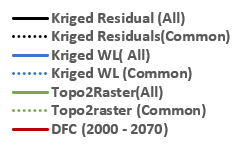 Kriged Residual (All)
Kriged Residuals(Common)
Kriged WL( All)
Kriged WL (Common)
Topo2Raster(All)
Topo2raster (Common)
DFC (2000 - 2070)